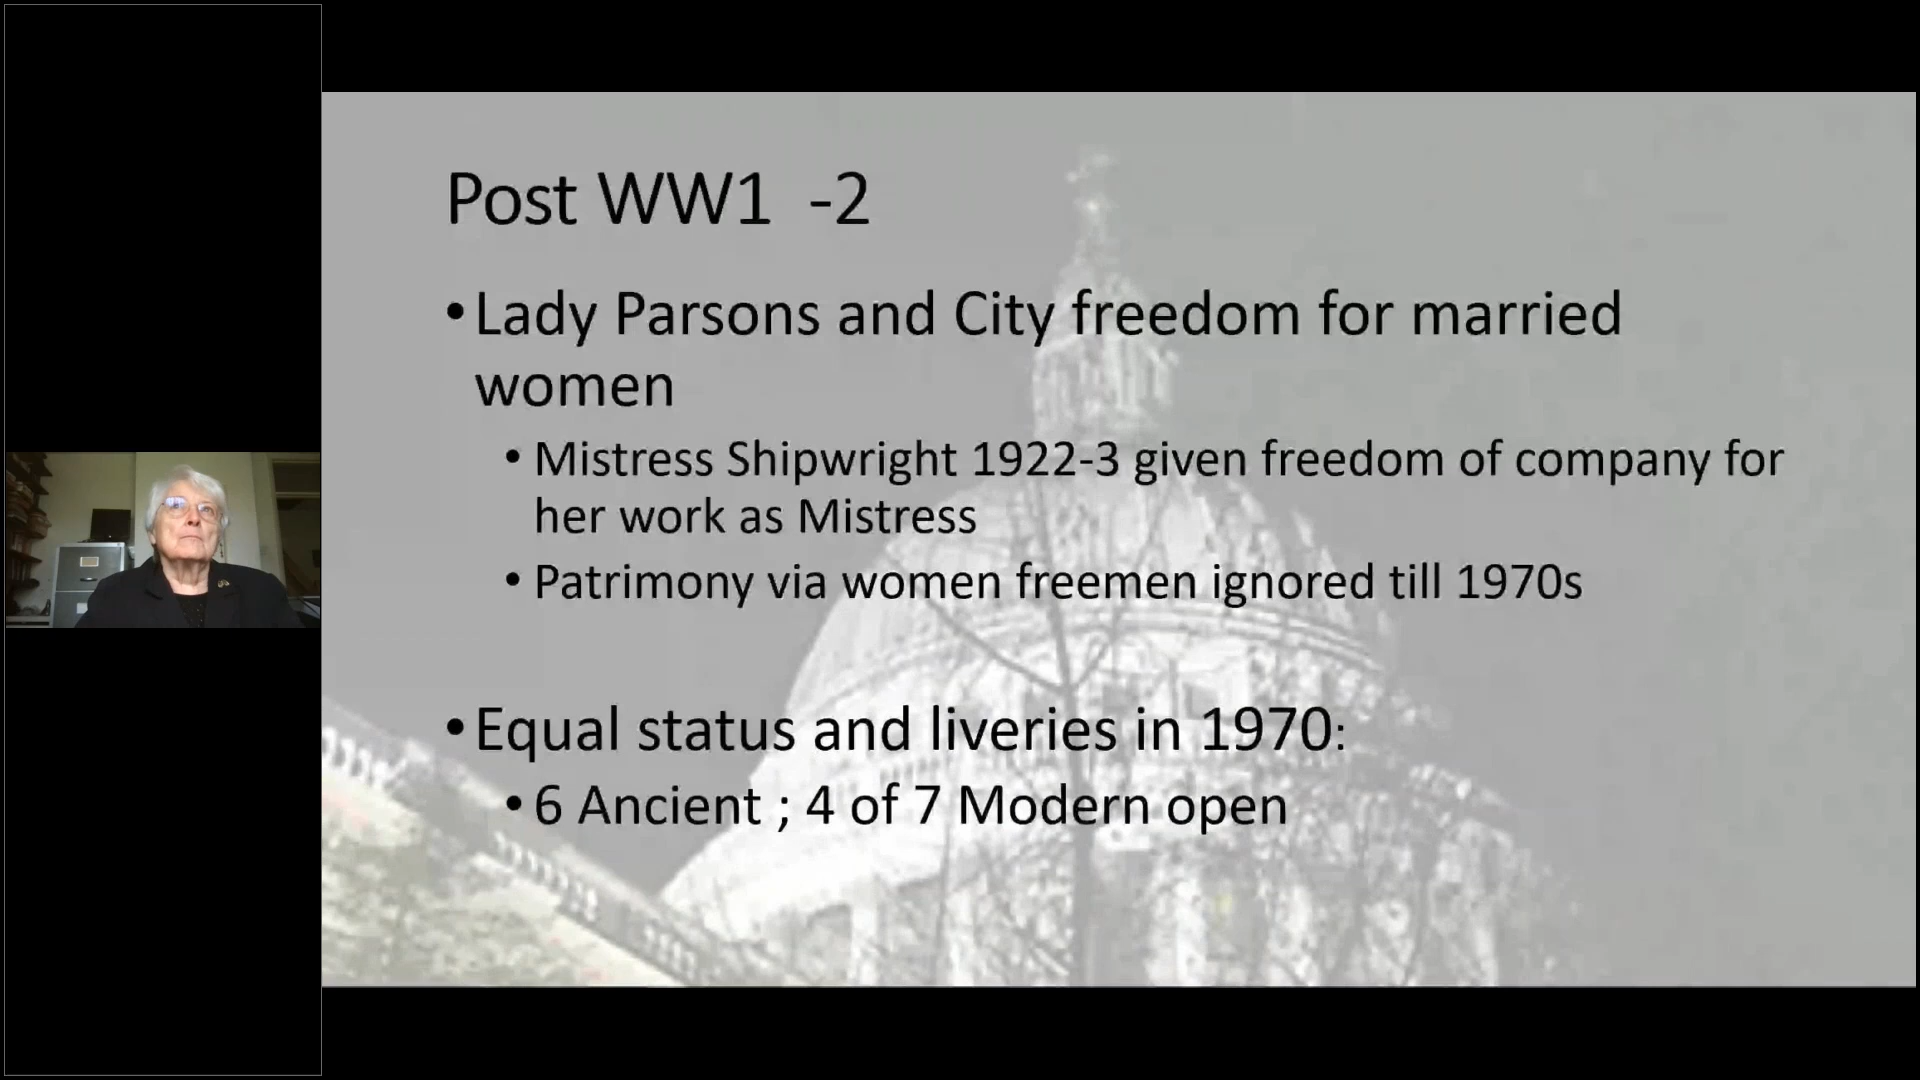 Post WW1  -2
•Lady Parsons and City freedom for married
women
• Mistress Shipwright 1922-3 given freedom of company for
her work as Mistress
• Patrimony via women freemen ignored till 1970s
•Equal status and liveries in 1970:
• 6 Ancient ; 4 of 7 Modern open